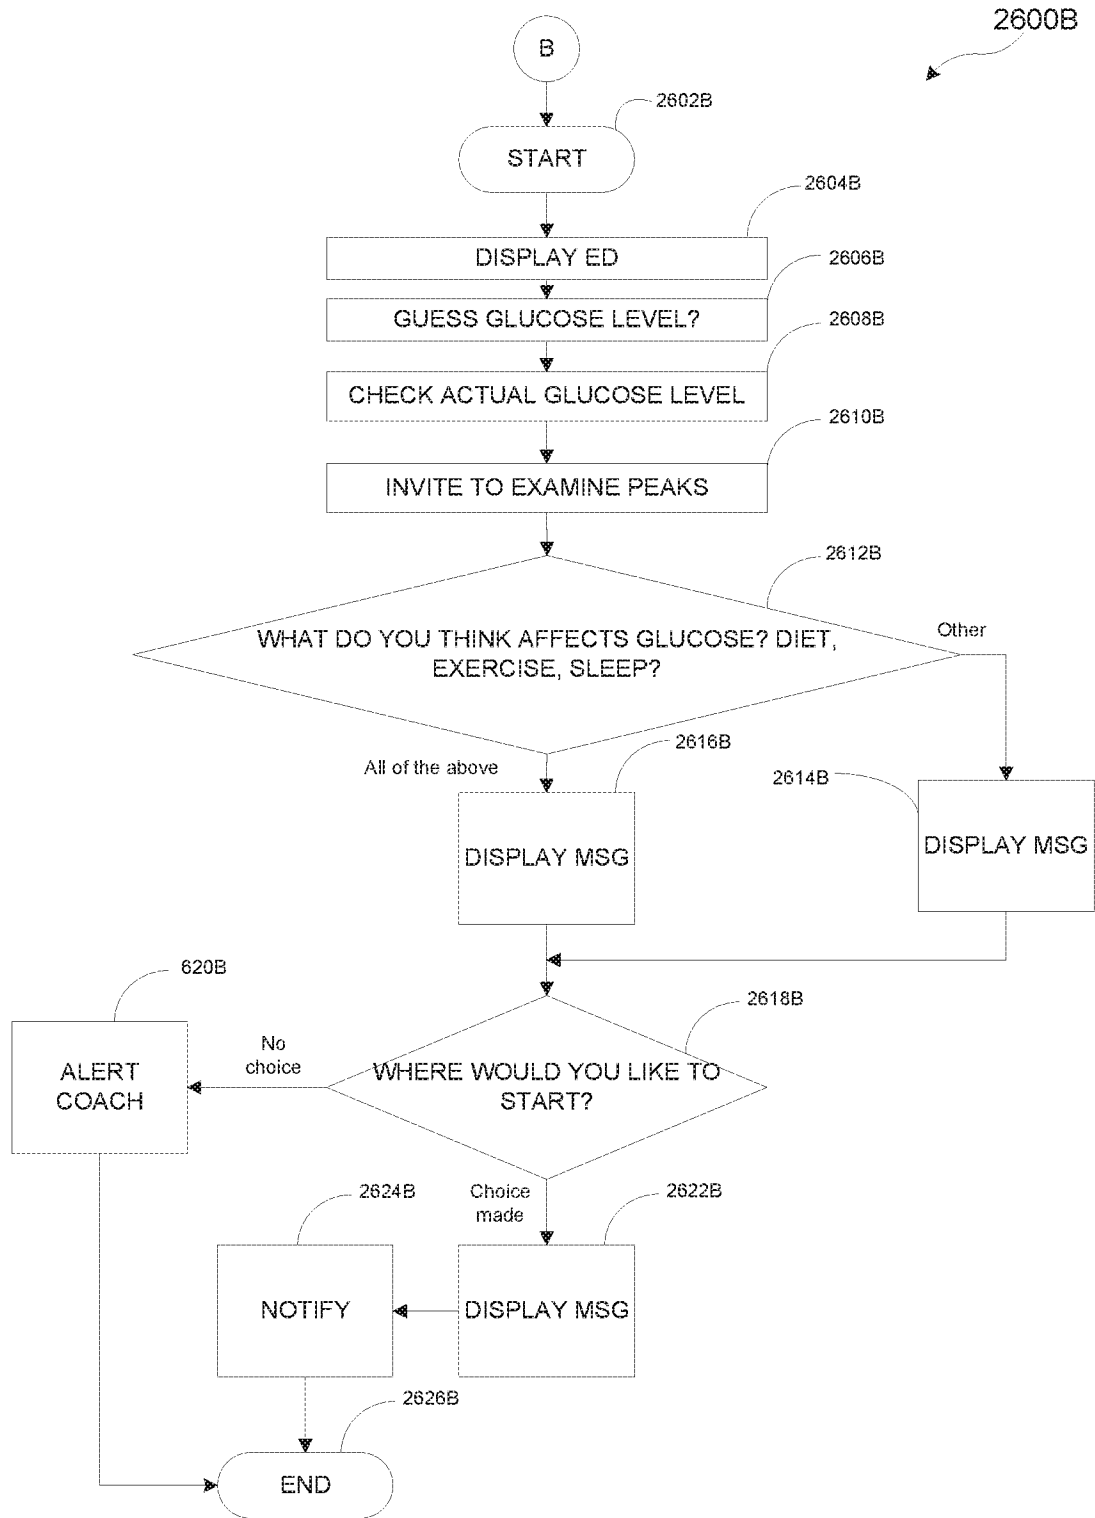 2600B
B
2602B
START
2604B
DISPLAY ED
2606B
GUESS GLUCOSE LEVEL?
2608B
CHECK ACTUAL GLUCOSE LEVEL
2610B
INVITE TO EXAMINE PEAKS
2612B
WHAT DO YOU THINK AFFECTS GLUCOSE? DIET,
EXERCISE, SLEEP?
Other
All of the above
2616B
2614B
DISPLAY MSG
DISPLAY MSG
620B
2618B
No
choice
ALERT
COACH
WHERE WOULD YOU LIKE TO
START?
Choice
made
2624B
2622B
NOTIFY
DISPLAY MSG
2626B
END